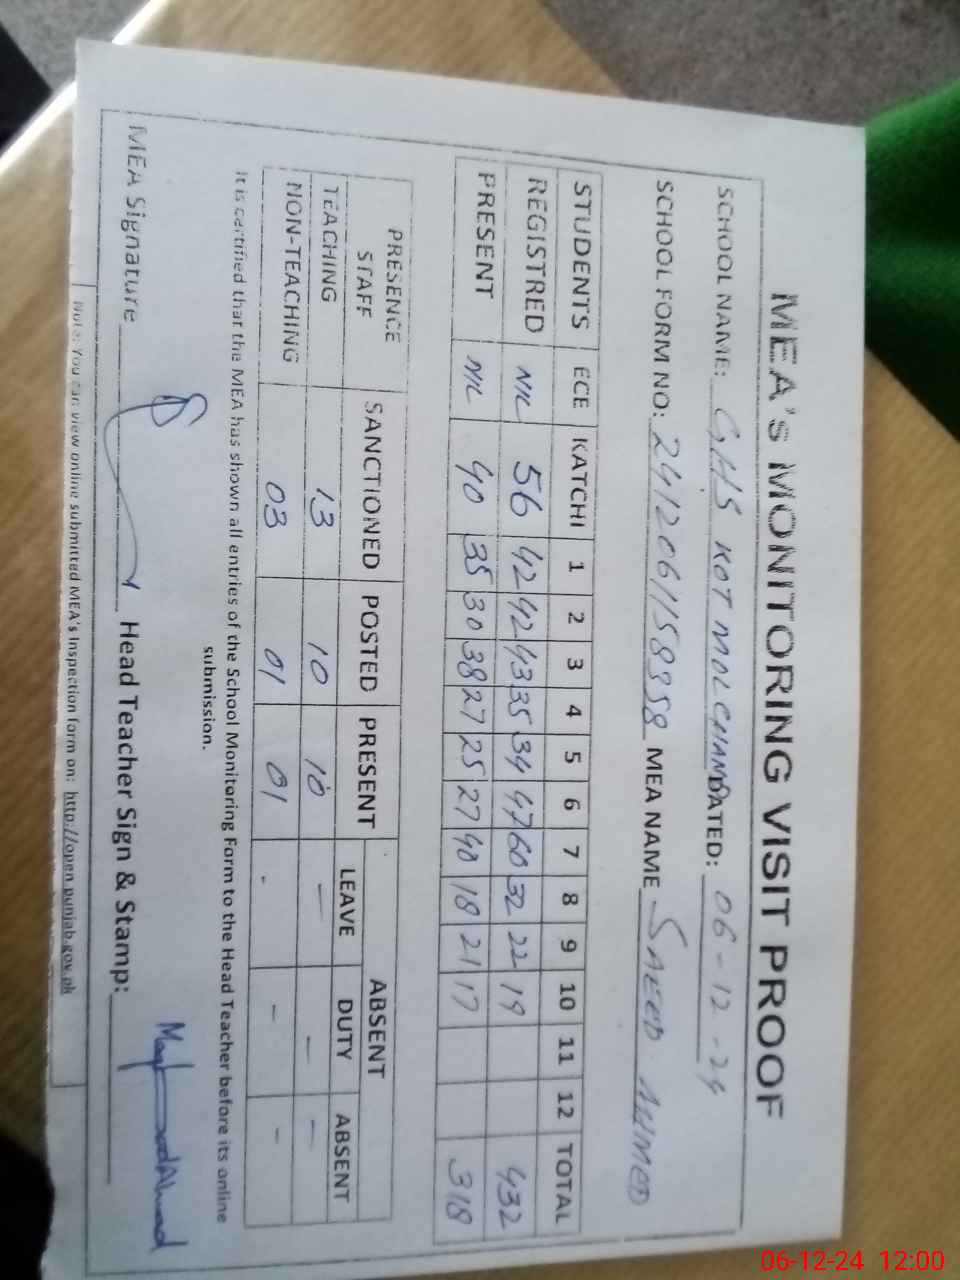 MEA's MONITORING VISIT PROOF
SCHOOL NAME: GHS KOT MOLCHAND DATED: 06-12-24
SCHOOL FORM NO: 2412061158358 MEA NAME SAEED AHMED
STUDENTS ECE KATCHI 1 2 3 4 5 6 7 8 9 10 11 12 TOTAL
REGISTRED NIL 56 42 42 43 35 34 47 60 32 22 19 432
PRESENT NIL 40 35 30 38 27 25 27 40 18 21 17 318
PRESENCE STAFF SANCTIONED POSTED PRESENT ABSENT
LEAVE DUTY ABSENT
TEACHING 13 10 10 - - -
NON-TEACHING 03 01 01 - - -
It is certified that the MEA has shown all entries of the School Monitoring Form to the Head Teacher before its online
submission.
MEA Signature Head Teacher Sign & Stamp:
Note: You can view online submitted MEA's Inspection form on: http://open.punjab.gov.pk
06-12-24 12:00